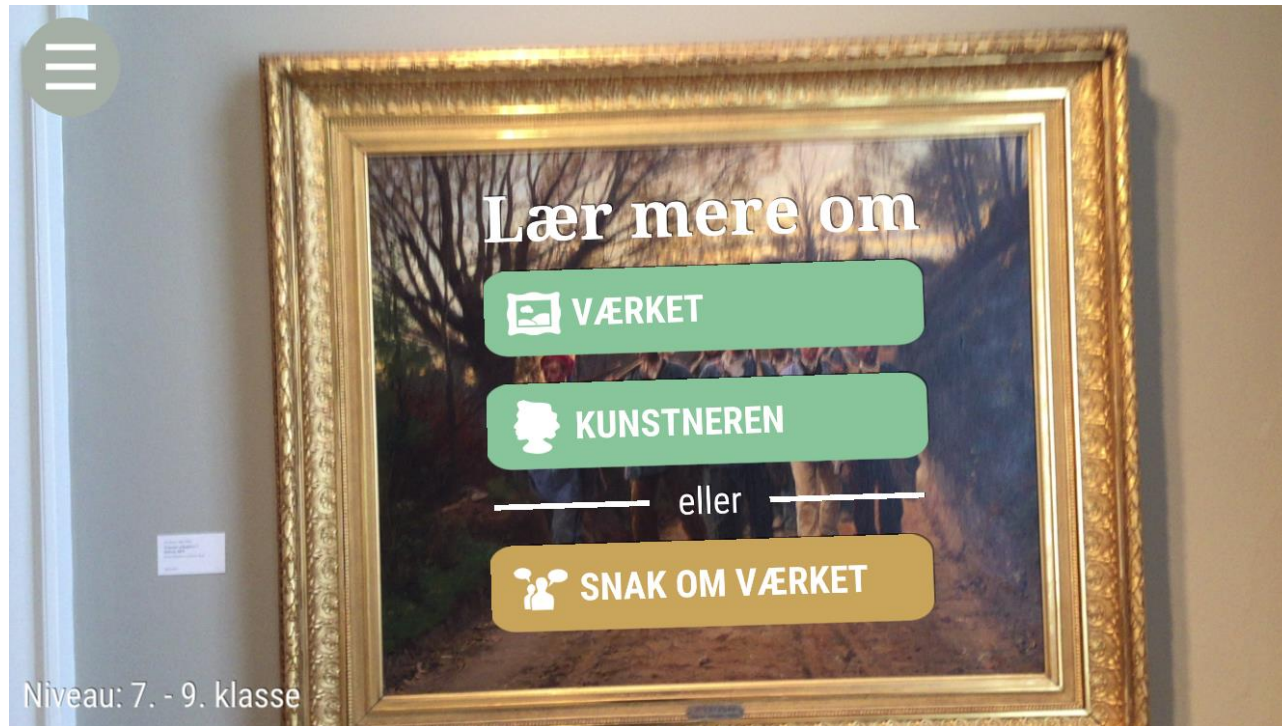 Lær mere om
VÆRKET
KUNSTNEREN
eller
SNAK OM VÆRKET
Niveau: 7. - 9. klasse